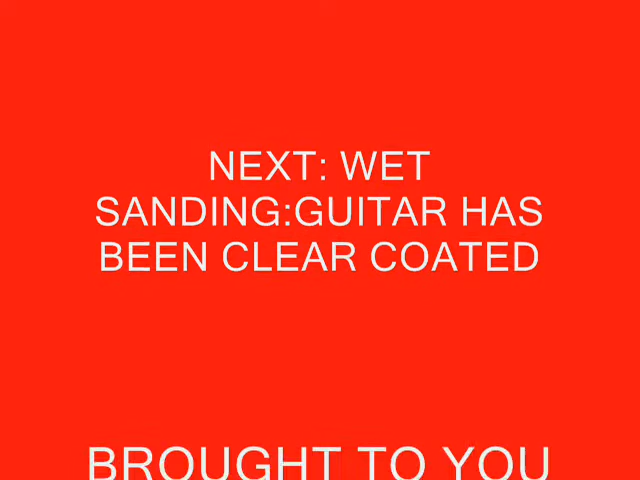 NEXT: WET
SANDING:GUITAR HAS
BEEN CLEAR COATED
BROUGHT TO YOU